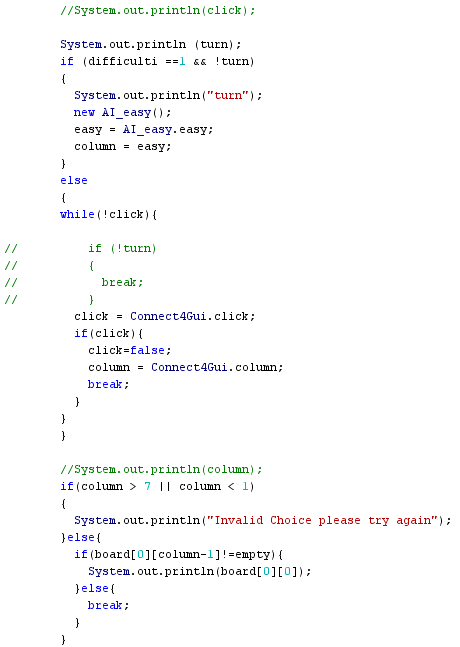 //System.out.println(click);
System.out.println (turn);
if (difficulti ==1 && !turn)
{
System.out.println("turn");
new AI_easy();
easy = AI_easy.easy;
column = easy;
}
else
{
while(!click){
// if (!turn)
// {
// break;
// }
click = Connect4Gui.click;
if(click){
click=false;
column = Connect4Gui.column;
break;
}
}
}
//System.out.println(column);
if(column > 7 || column < 1)
{
System.out.println("Invalid Choice please try again");
}else{
if(board[0][column-1]!=empty){
System.out.println(board[0][0]);
}else{
break;
}
}